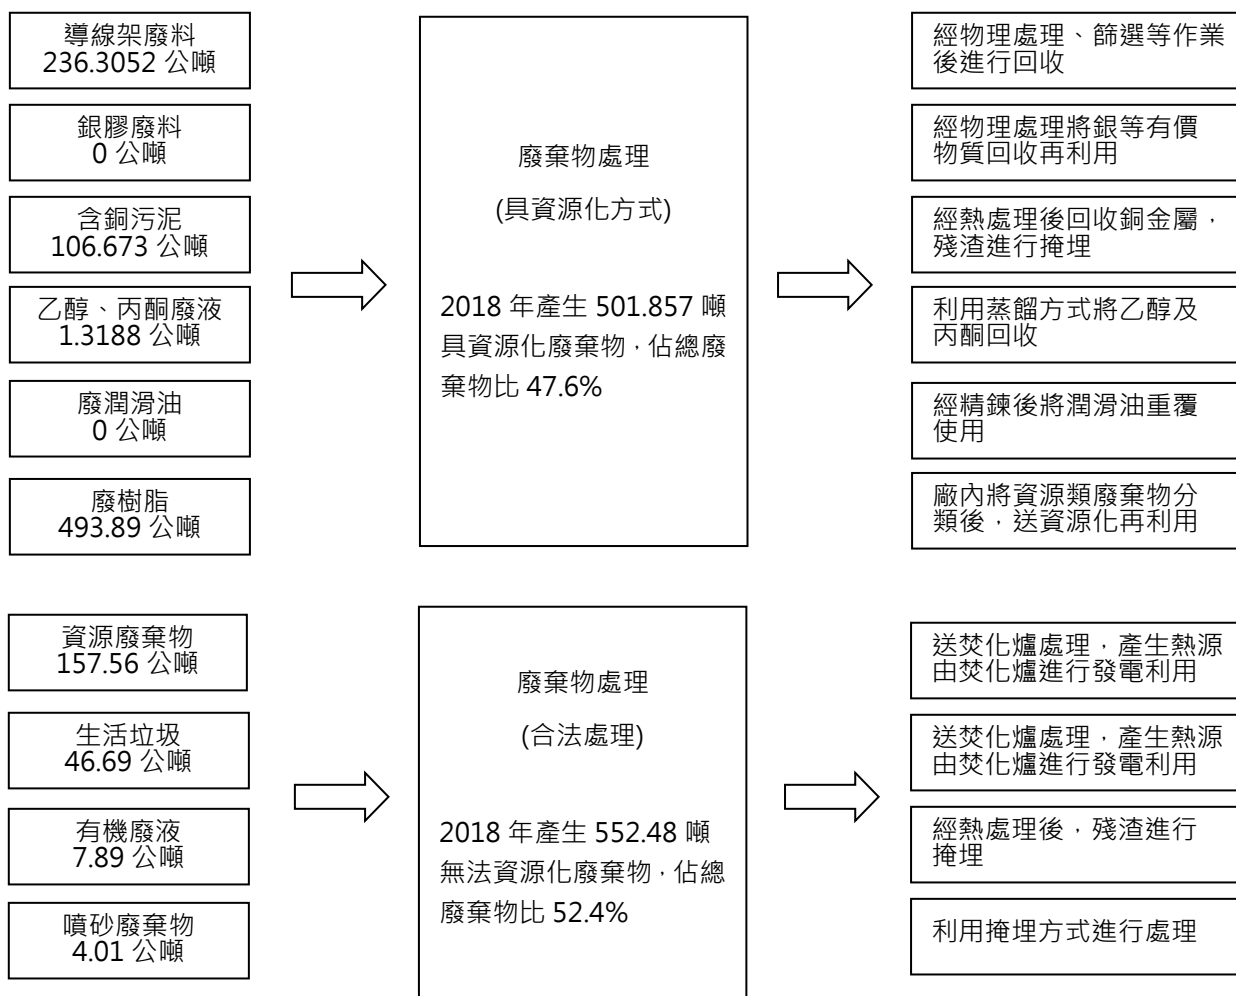 導線架廢料
236.3052 公噸
銀膠廢料
0 公噸
含銅污泥
106.673 公噸
乙醇、丙酮廢液
1.3188 公噸
廢潤滑油
0 公噸
廢樹脂
493.89 公噸
廢棄物處理
(具資源化方式)
2018 年產生 501.857 噸
具資源化廢棄物，佔總廢
棄物比 47.6%
經物理處理、篩選等作業
後進行回收
經物理處理將銀等有價
物質回收再利用
經熱處理後回收銅金屬，
殘渣進行掩埋
利用蒸餾方式將乙醇及
丙酮回收
經精鍊後將潤滑油重覆
使用
廠內將資源類廢棄物分
類後，送資源化再利用
資源廢棄物
157.56 公噸
生活垃圾
46.69 公噸
有機廢液
7.89 公噸
噴砂廢棄物
4.01 公噸
廢棄物處理
(合法處理)
2018 年產生 552.48 噸
無法資源化廢棄物，佔總
廢棄物比 52.4%
送焚化爐處理，產生熱源
由焚化爐進行發電利用
送焚化爐處理，產生熱源
由焚化爐進行發電利用
經熱處理後，殘渣進行
掩埋
利用掩埋方式進行處理